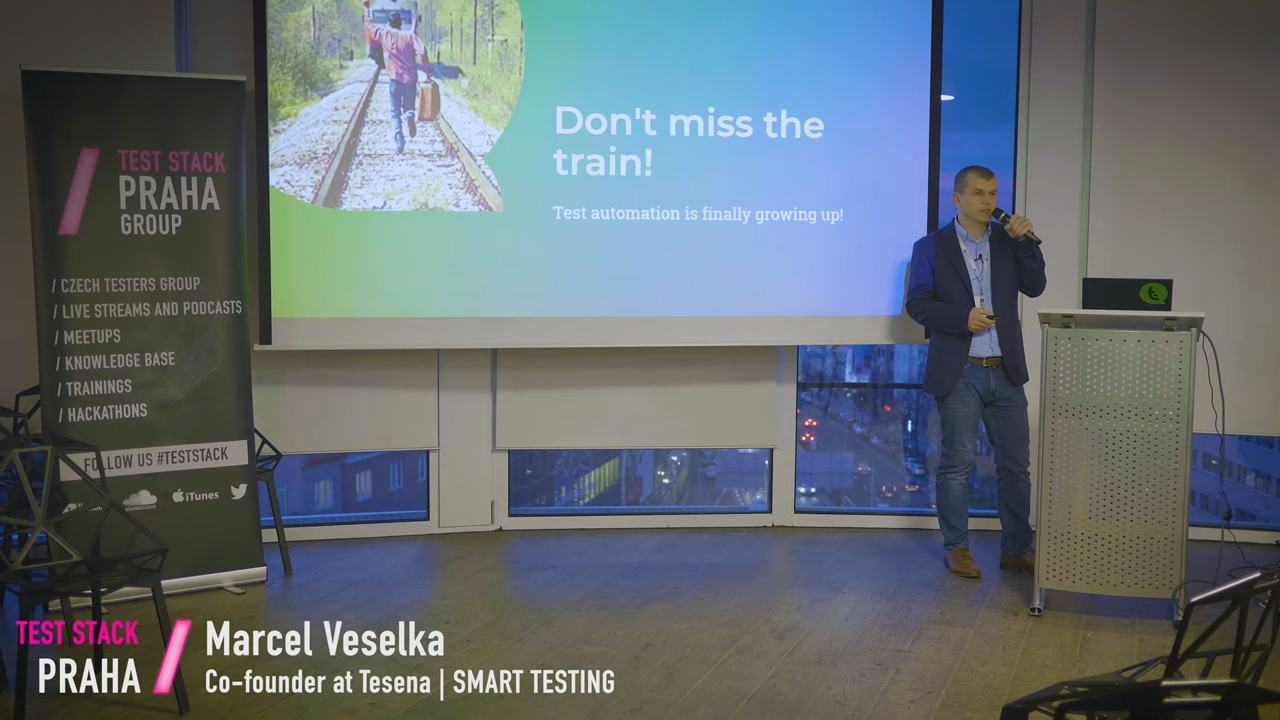 Don't miss the
train!
Test automation is finally growing up!
TEST STACK
PRAHA
GROUP
/ CZECH TESTERS GROUP
/ LIVE STREAMS AND PODCASTS
/ MEETUPS
/ KNOWLEDGE BASE
/ TRAININGS
/ HACKATHONS
FOLLOW US #TESTSTACK
SOUNDCLOUD
iTunes
TEST STACK
PRAHA
Marcel Veselka
Co-founder at Tesena | SMART TESTING